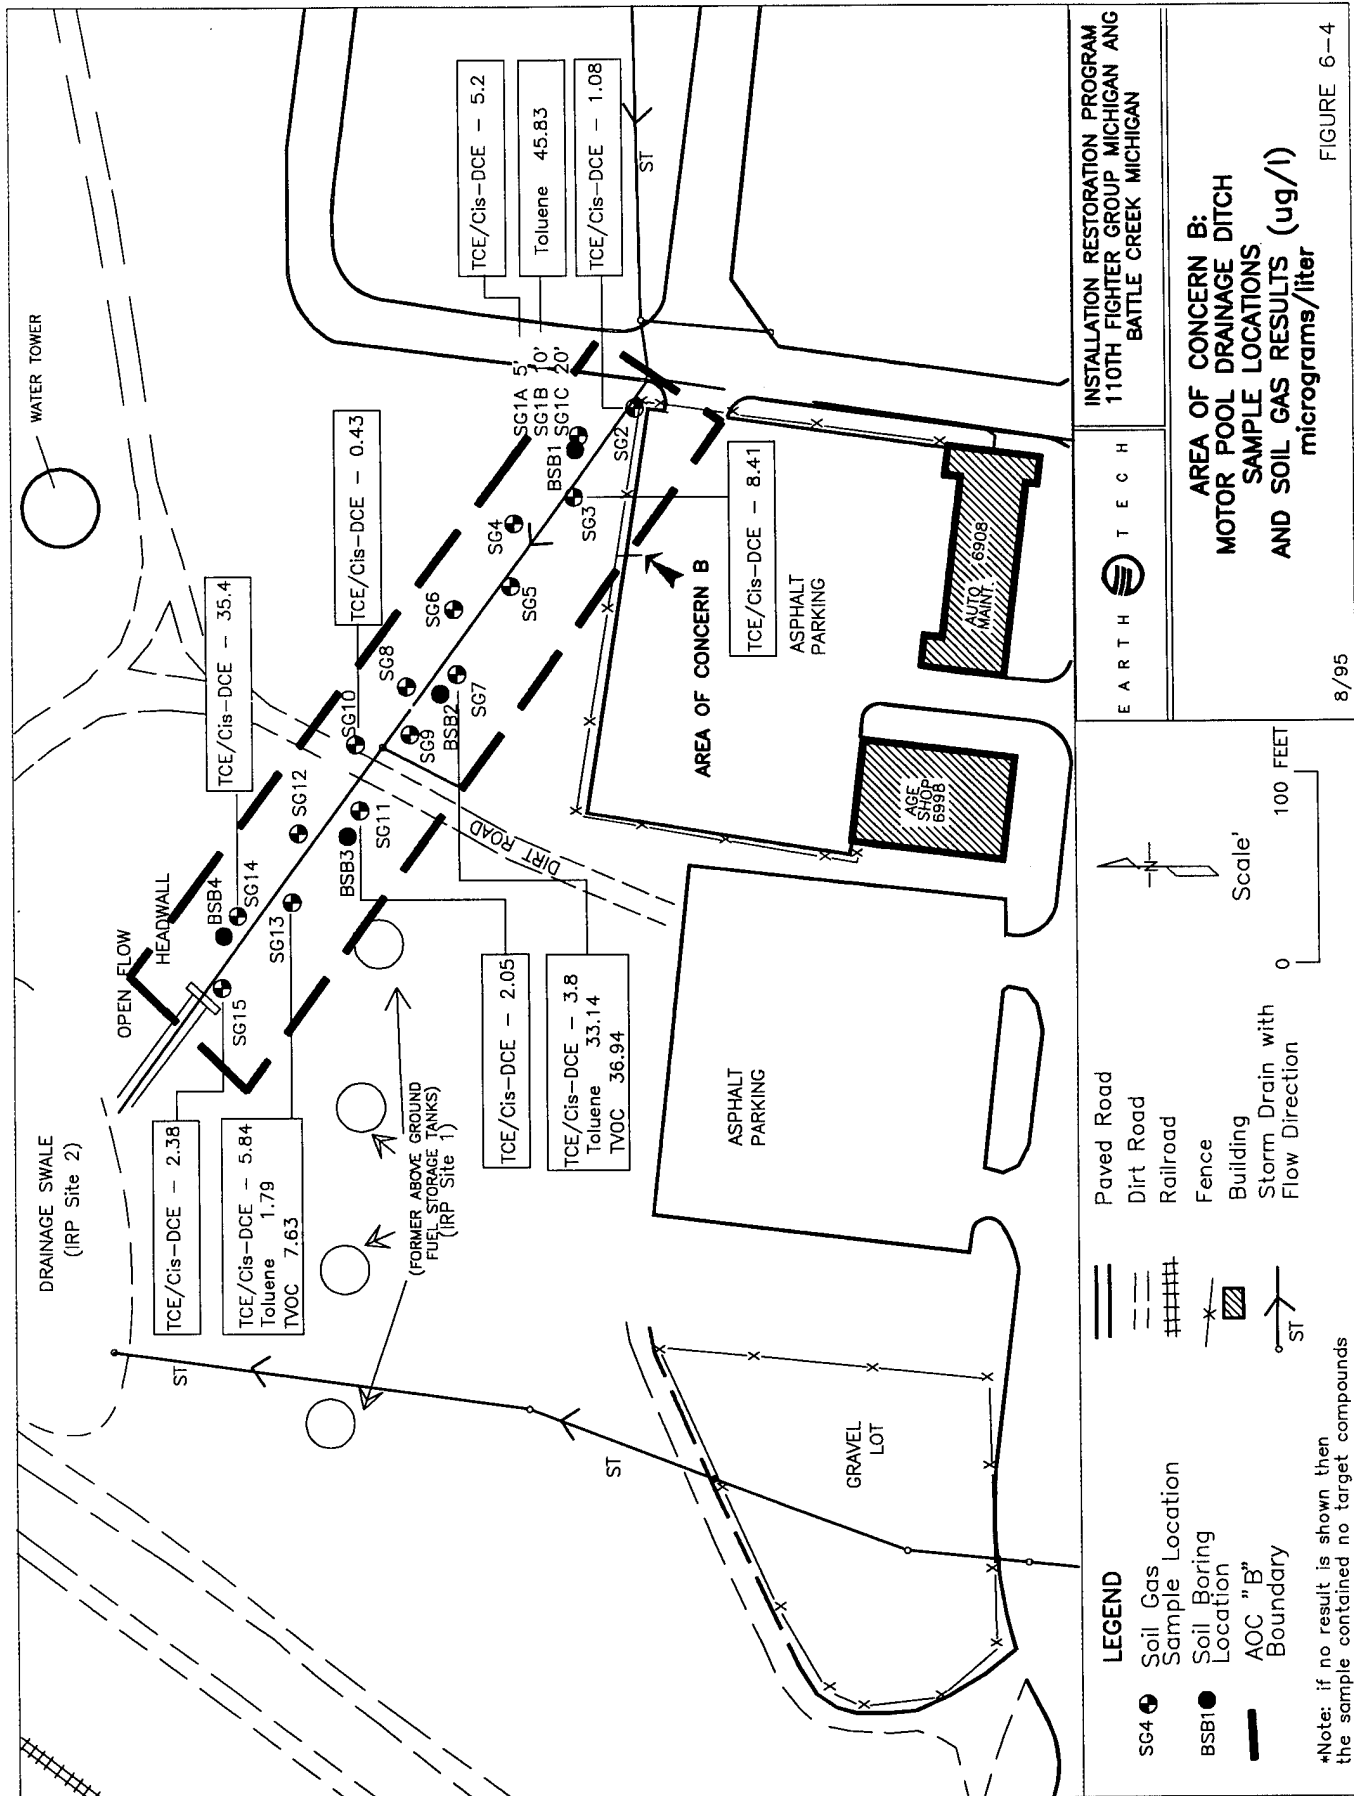 WATER TOWER
TCE/Cis-DCE - 5.2
Toluene 45.83
TCE/Cis-DCE - 1.08
ST
SG1A 5'
SG1B 10'
SG1C 20'
TCE/Cis-DCE - 0.43
TCE/Cis-DCE - 35.4
BSB1
SG2
SG3
SG4
SG5
SG6
SG7
SG8
BSB2
SG9
SG10
SG11
BSB3
SG12
SG13
SG14
BSB4
SG15
HEADWALL
OPEN FLOW
DIRT ROAD
AREA OF CONCERN B
TCE/Cis-DCE - 8.41
ASPHALT
PARKING
AUTO
MAINT.
6908
AGE
SHOP
6998
DRAINAGE SWALE
(IRP Site 2)
TCE/Cis-DCE - 2.38
TCE/Cis-DCE - 5.84
Toluene 1.79
TVOC 7.63
TCE/Cis-DCE - 2.05
TCE/Cis-DCE - 3.8
Toluene 33.14
TVOC 36.94
(FORMER ABOVE GROUND
FUEL STORAGE TANKS)
(IRP Site 1)
ASPHALT
PARKING
ST
ST
GRAVEL
LOT
LEGEND
SG4
Soil Gas
Sample Location
BSB1
Soil Boring
Location
AOC "B"
Boundary
Paved Road
Dirt Road
Railroad
Fence
Building
ST
Storm Drain with
Flow Direction
*Note: if no result is shown then
the sample contained no target compounds
N
Scale'
0 100 FEET
EARTH TECH
INSTALLATION RESTORATION PROGRAM
110TH FIGHTER GROUP MICHIGAN ANG
BATTLE CREEK MICHIGAN
AREA OF CONCERN B:
MOTOR POOL DRAINAGE DITCH
SAMPLE LOCATIONS
AND SOIL GAS RESULTS (ug/l)
micrograms/liter
8/95
FIGURE 6-4